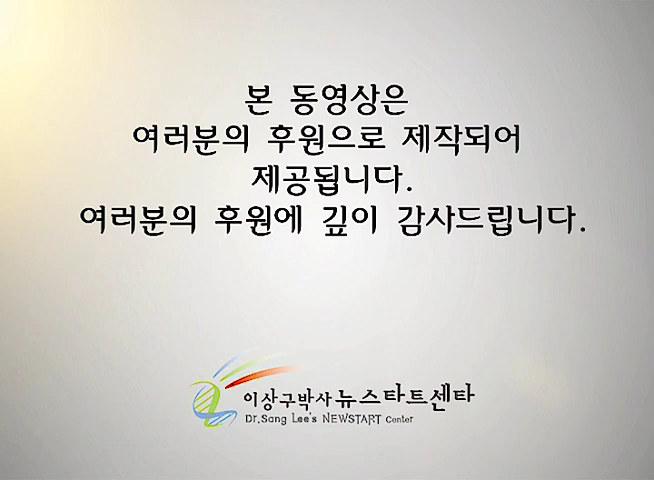 본 동영상은
여러분의 후원으로 제작되어
제공됩니다.
여러분의 후원에 깊이 감사드립니다.
이상구박사 뉴스타트센타
Dr.Sang Lee's NEWSTART Center